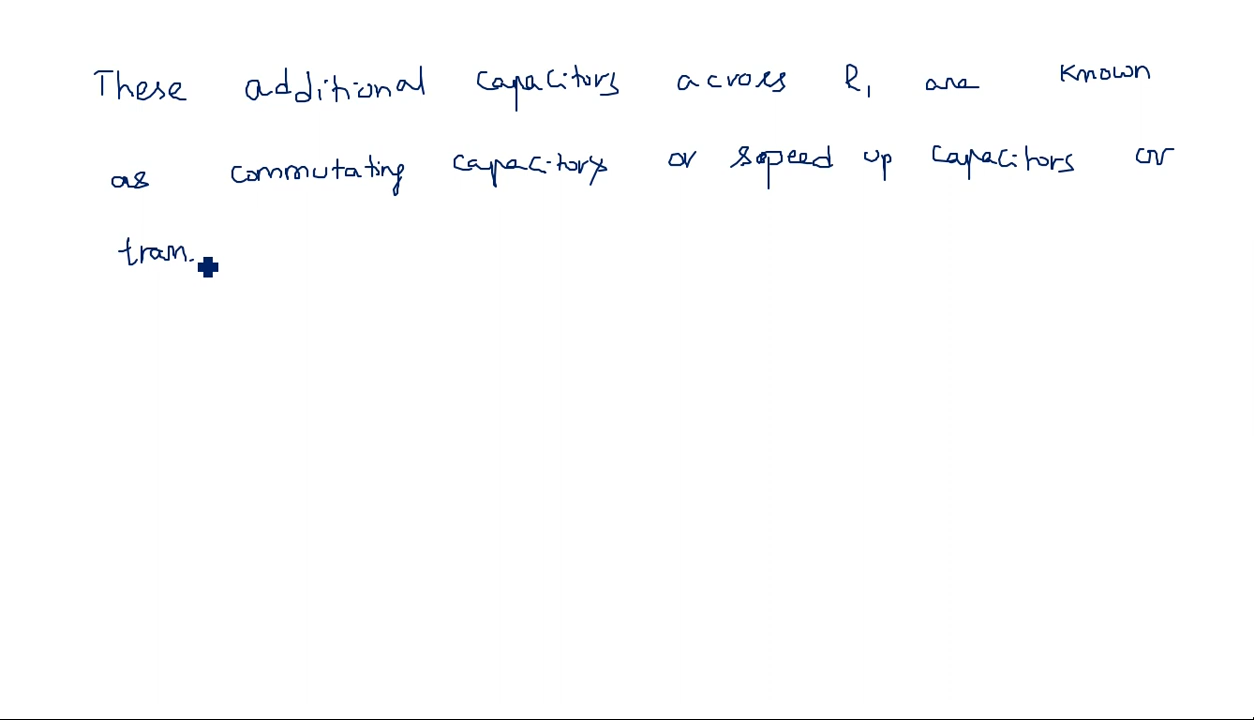 These additional capacitors across R₁ are known
as commutating capacitors or speed up capacitors or
tran.